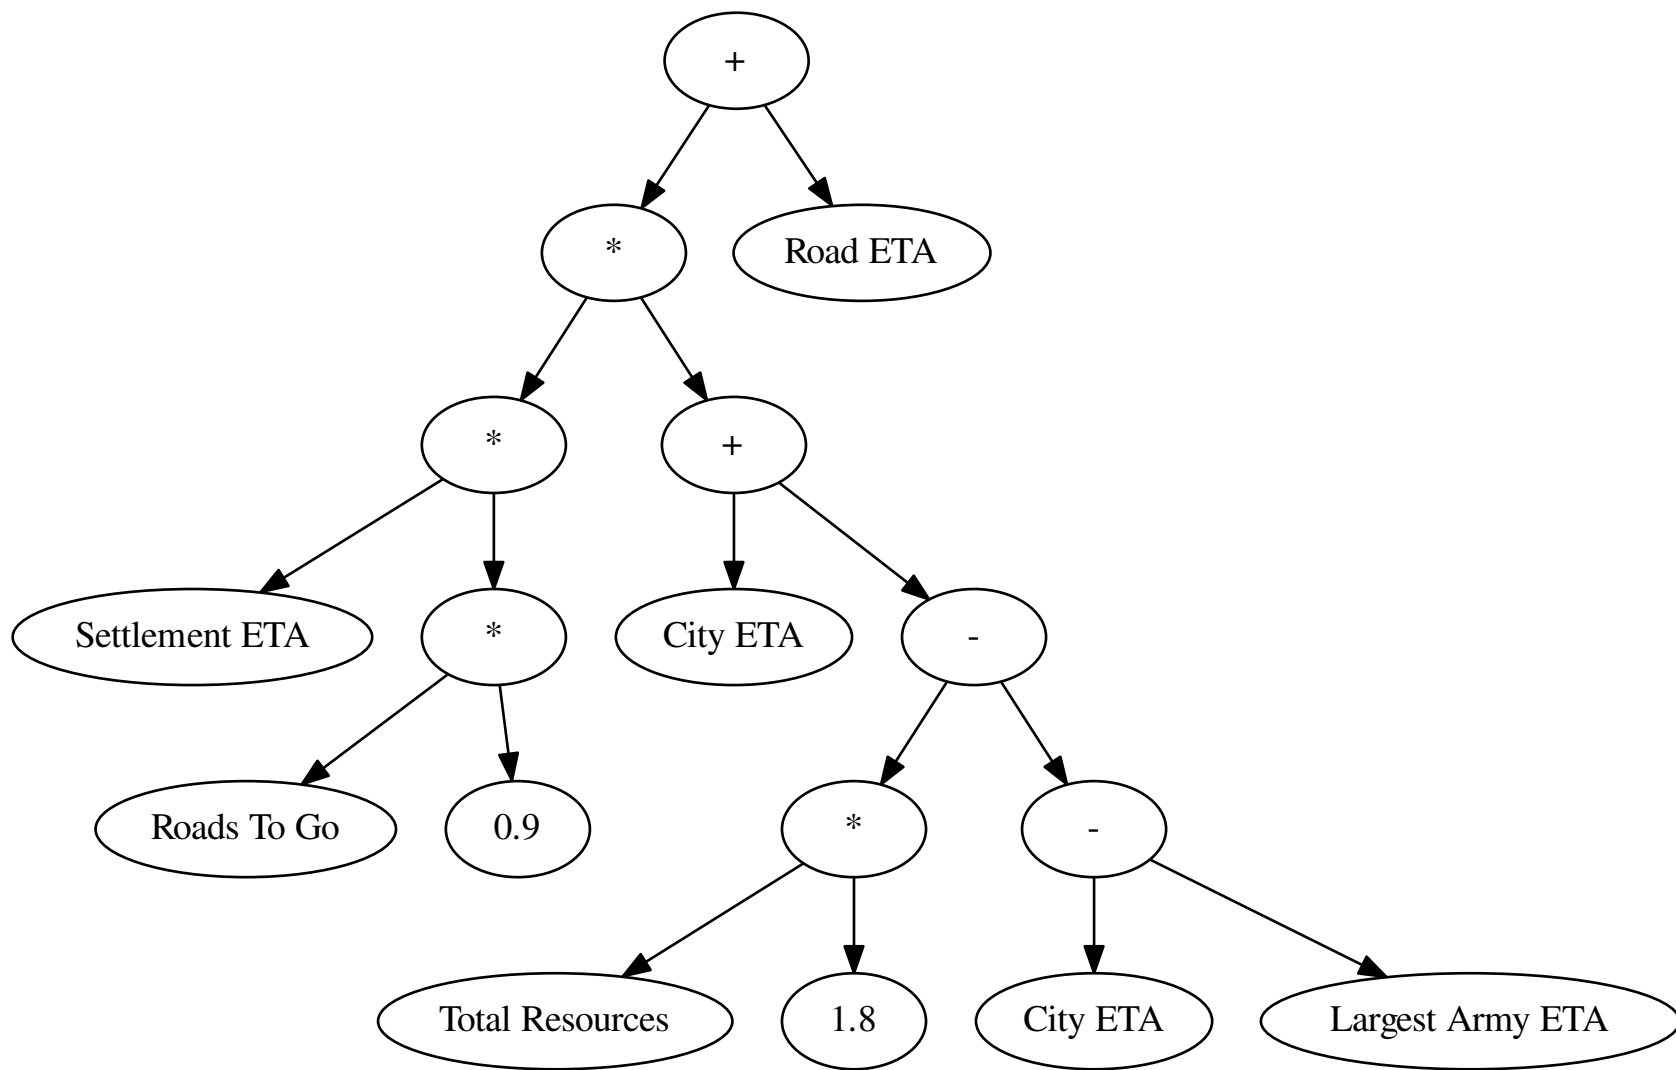 +
*
Road ETA
*
+
Settlement ETA
*
City ETA
-
Roads To Go
0.9
*
-
Total Resources
1.8
City ETA
Largest Army ETA